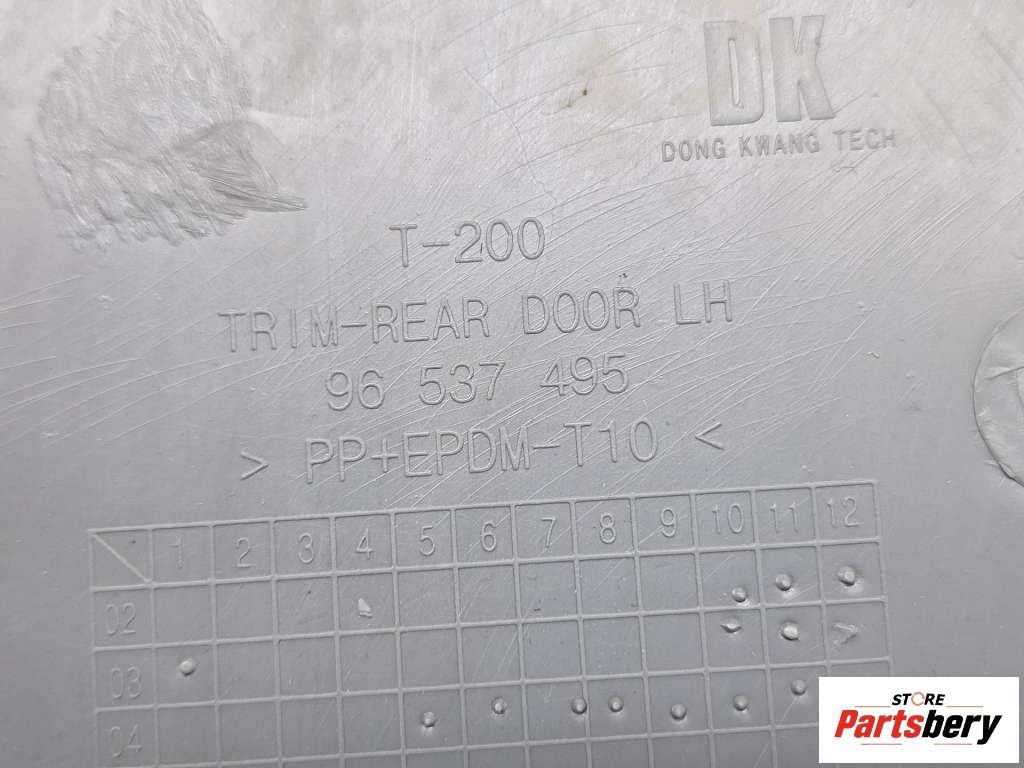 DK
DONG KWANG TECH
T-200
TRIM-REAR DOOR LH
96 537 495
> PP+EPDM-T10 <
1 2 3 4 5 6 7 8 9 10 11 12
02
03
04
STORE
Partsbery